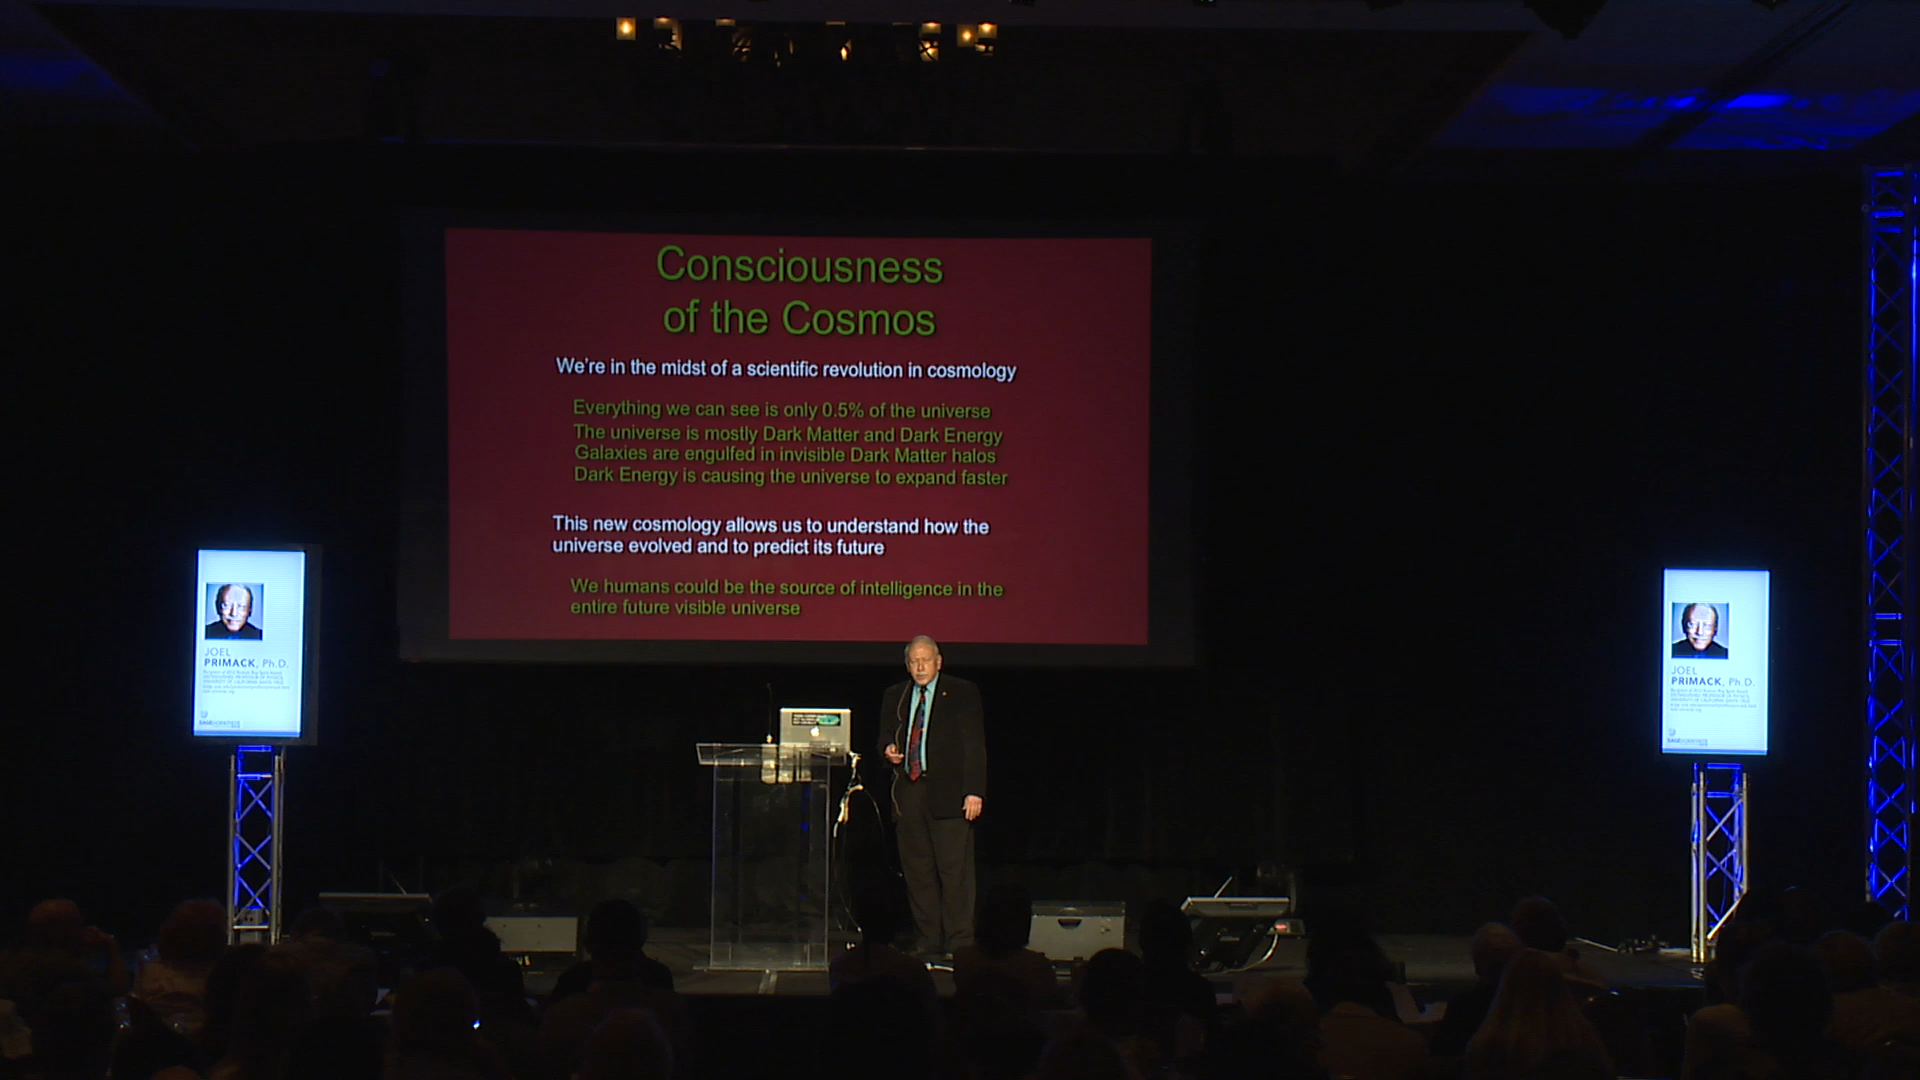 Consciousness
of the Cosmos
We're in the midst of a scientific revolution in cosmology
Everything we can see is only 0.5% of the universe
The universe is mostly Dark Matter and Dark Energy
Galaxies are engulfed in invisible Dark Matter halos
Dark Energy is causing the universe to expand faster
This new cosmology allows us to understand how the
universe evolved and to predict its future
We humans could be the source of intelligence in the
entire future visible universe
JOEL
PRIMACK, Ph.D.
JOEL
PRIMACK, Ph.D.